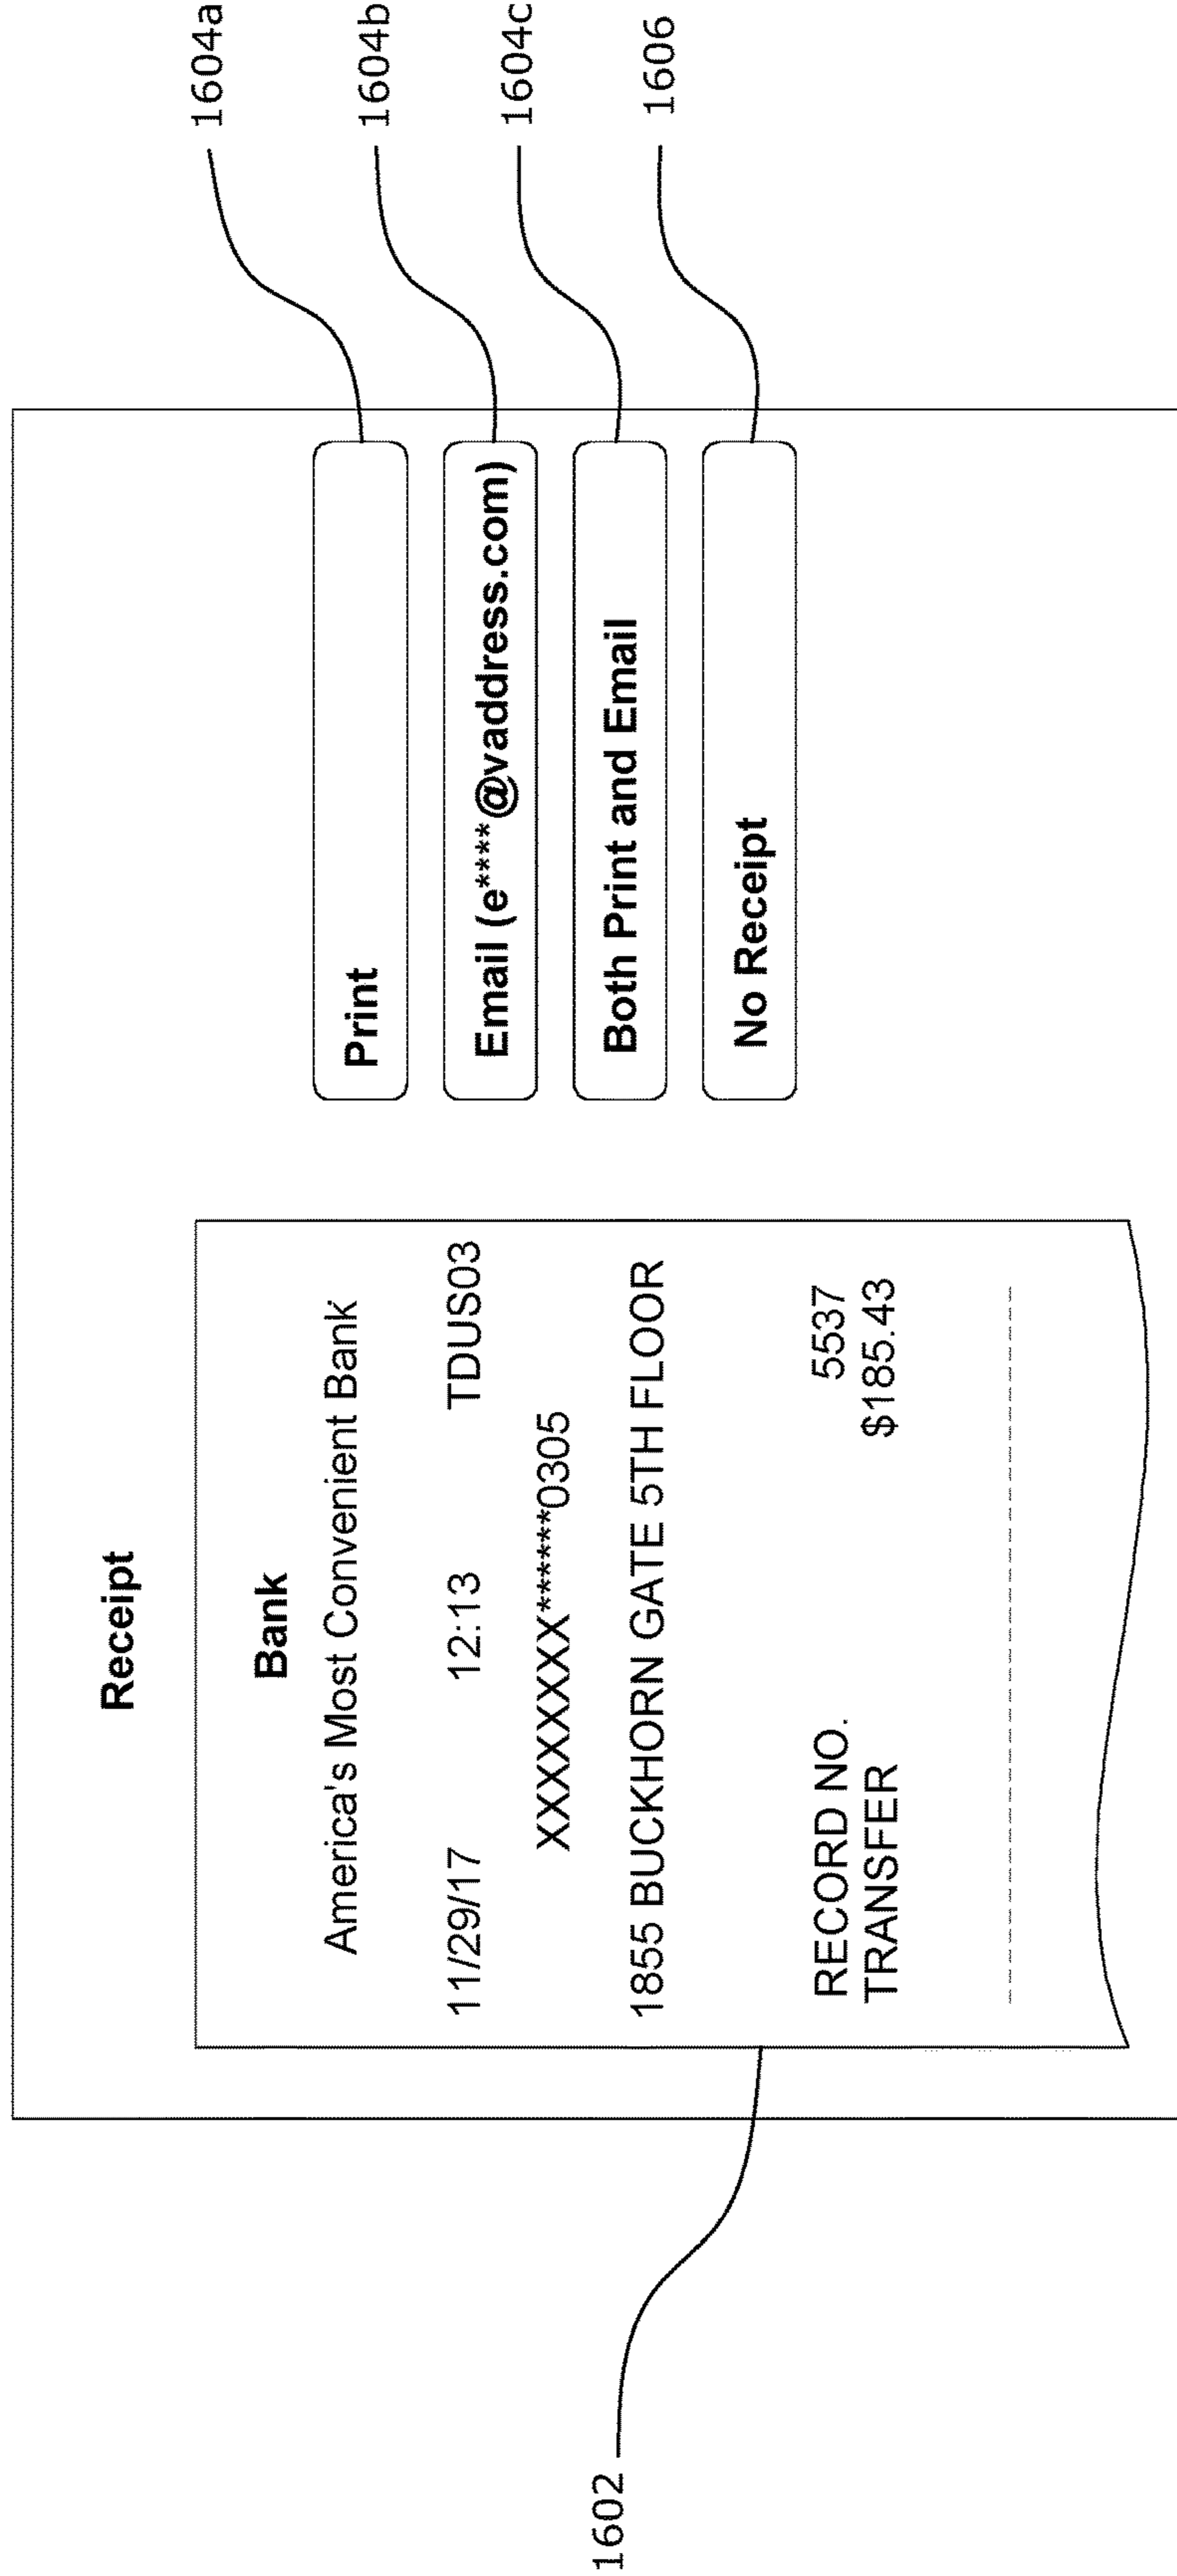 Receipt
Bank
America's Most Convenient Bank
11/29/17 12:13 TDUS03
XXXXXXXX******0305
1855 BUCKHORN GATE 5TH FLOOR
RECORD NO. 5537
TRANSFER $185.43
Print
Email (e****@vaddress.com)
Both Print and Email
No Receipt
1604a
1604b
1604c
1606
1602